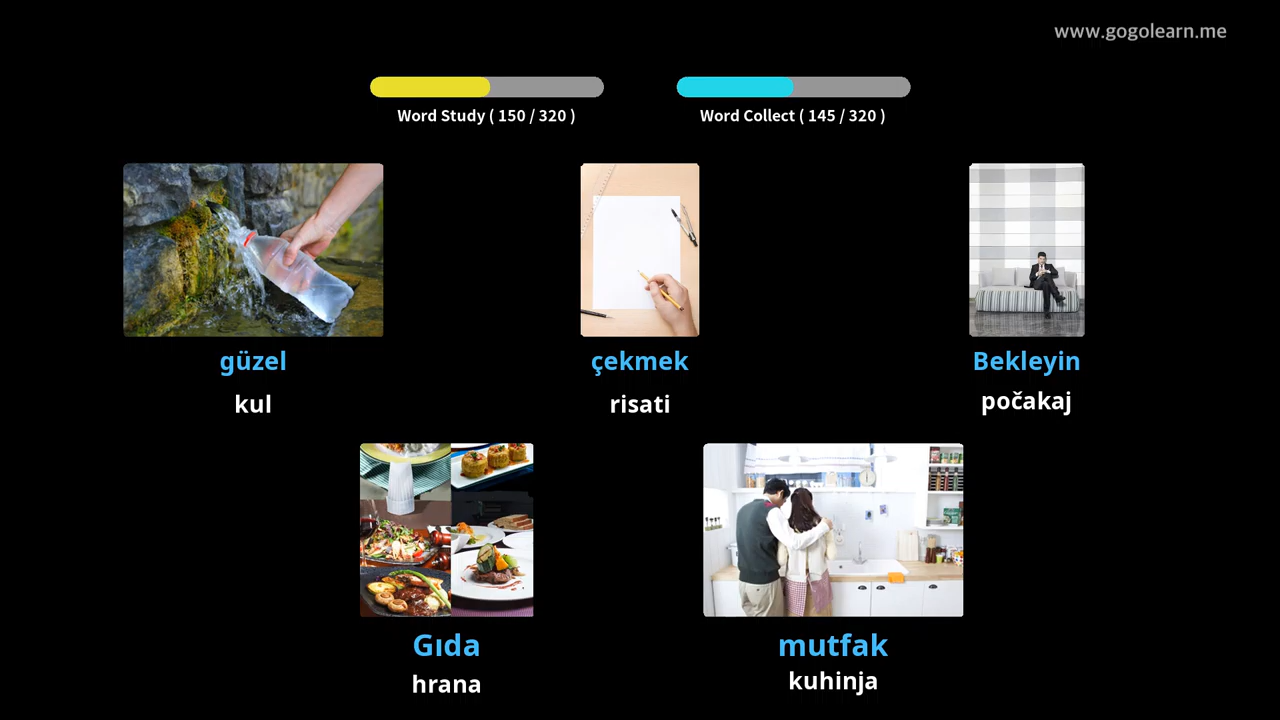 www.gogolearn.me
Word Study ( 150 / 320 )
Word Collect ( 145 / 320 )
güzel
kul
çekmek
risati
Bekleyin
počakaj
Gıda
hrana
mutfak
kuhinja